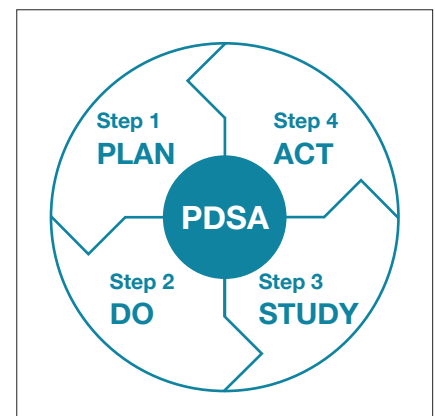 Step 1
PLAN
Step 4
ACT
PDSA
Step 2
DO
Step 3
STUDY